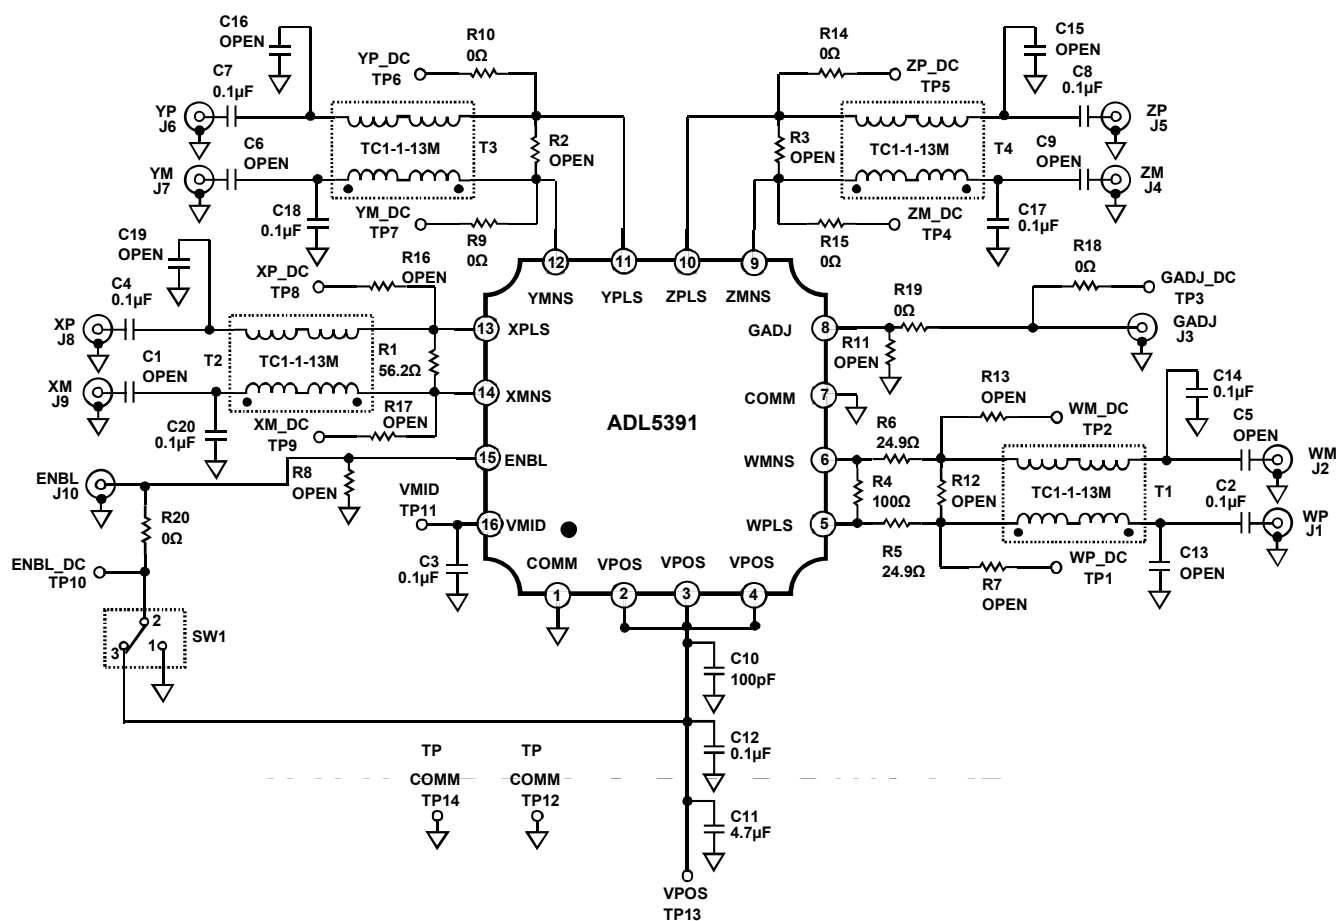 C16
OPEN
C7
0.1µF
YP
J6
C6
OPEN
YM
J7
C18
0.1µF
YP_DC
TP6
R10
0Ω
TC1-1-13M
T3
R2
OPEN
YM_DC
TP7
R9
0Ω
R14
0Ω
ZP_DC
TP5
R3
OPEN
TC1-1-13M
T4
C15
OPEN
C8
0.1µF
ZP
J5
C9
OPEN
ZM
J4
ZM_DC
TP4
R15
0Ω
C17
0.1µF
C19
OPEN
C4
0.1µF
XP
J8
C1
OPEN
XM
J9
C20
0.1µF
T2
TC1-1-13M
XP_DC
TP8
R16
OPEN
R1
56.2Ω
R17
OPEN
XM_DC
TP9
12
11
10
9
YMNS
YPLS
ZPLS
ZMNS
13
XPLS
14
XMNS
15
ENBL
16
VMID
ADL5391
GADJ
8
COMM
7
WMNS
6
WPLS
5
COMM
VPOS
VPOS
VPOS
1
2
3
4
R19
0Ω
R11
OPEN
R18
0Ω
GADJ_DC
TP3
GADJ
J3
R6
24.9Ω
R4
100Ω
R5
24.9Ω
R13
OPEN
WM_DC
TP2
R12
OPEN
TC1-1-13M
T1
C14
0.1µF
C5
OPEN
WM
J2
C2
0.1µF
WP
J1
WP_DC
TP1
R7
OPEN
C13
OPEN
ENBL
J10
R8
OPEN
R20
0Ω
VMID
TP11
C3
0.1µF
ENBL_DC
TP10
2
3
1
SW1
C10
100pF
C12
0.1µF
C11
4.7µF
TP
COMM
TP14
TP
COMM
TP12
VPOS
TP13